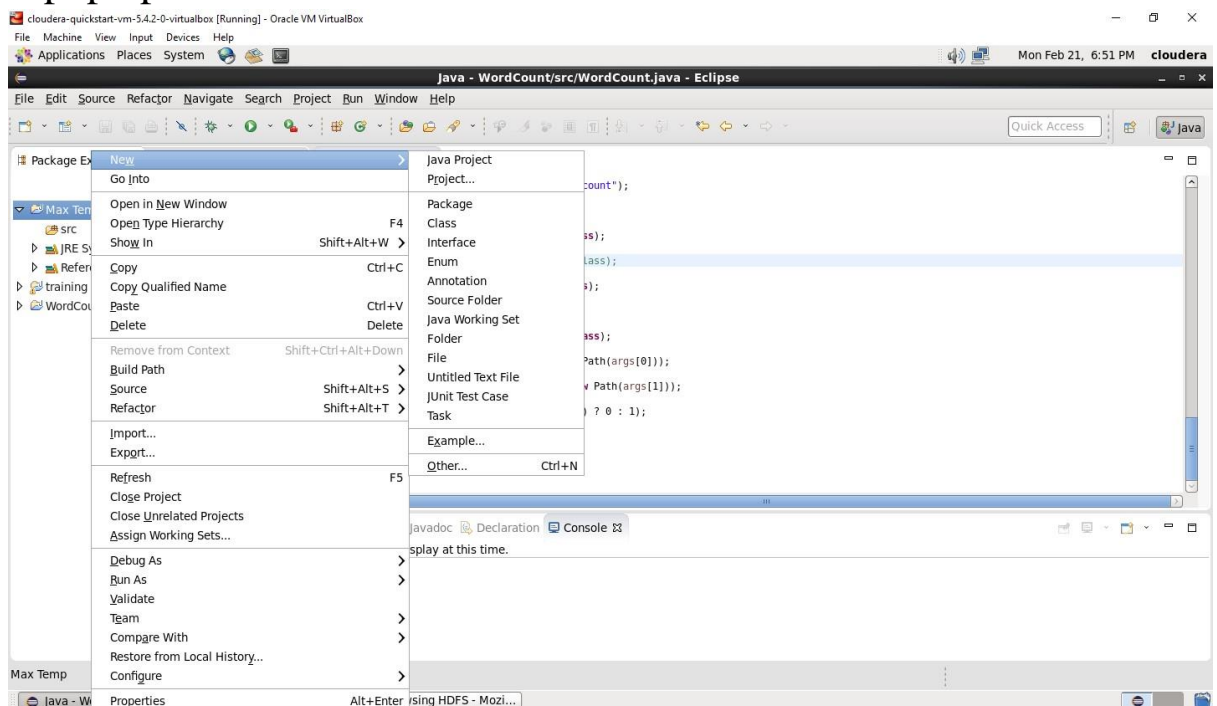 cloudera-quickstart-vm-5.4.2-0-virtualbox [Running] - Oracle VM VirtualBox
File Machine View Input Devices Help
Applications Places System Mon Feb 21, 6:51 PM cloudera
Java - WordCount/src/WordCount.java - Eclipse
File Edit Source Refactor Navigate Search Project Run Window Help
Quick Access Java
Package Ex
Max Tem
src
JRE Sy
Refere
training
WordCou
New
Go Into
Open in New Window
Open Type Hierarchy F4
Show In Shift+Alt+W
Copy Ctrl+C
Copy Qualified Name
Paste Ctrl+V
Delete Delete
Remove from Context Shift+Ctrl+Alt+Down
Build Path
Source Shift+Alt+S
Refactor Shift+Alt+T
Import...
Export...
Refresh F5
Close Project
Close Unrelated Projects
Assign Working Sets...
Debug As
Run As
Validate
Team
Compare With
Restore from Local History...
Configure
Properties Alt+Enter
Java Project
Project...
Package
Class
Interface
Enum
Annotation
Source Folder
Java Working Set
Folder
File
Untitled Text File
JUnit Test Case
Task
Example...
Other... Ctrl+N
count");
ss);
lass);
s);
ass);
Path(args[0]));
w Path(args[1]));
) ? 0 : 1);
Javadoc Declaration Console
splay at this time.
Max Temp
Java - Wo
sing HDFS - Mozi...]